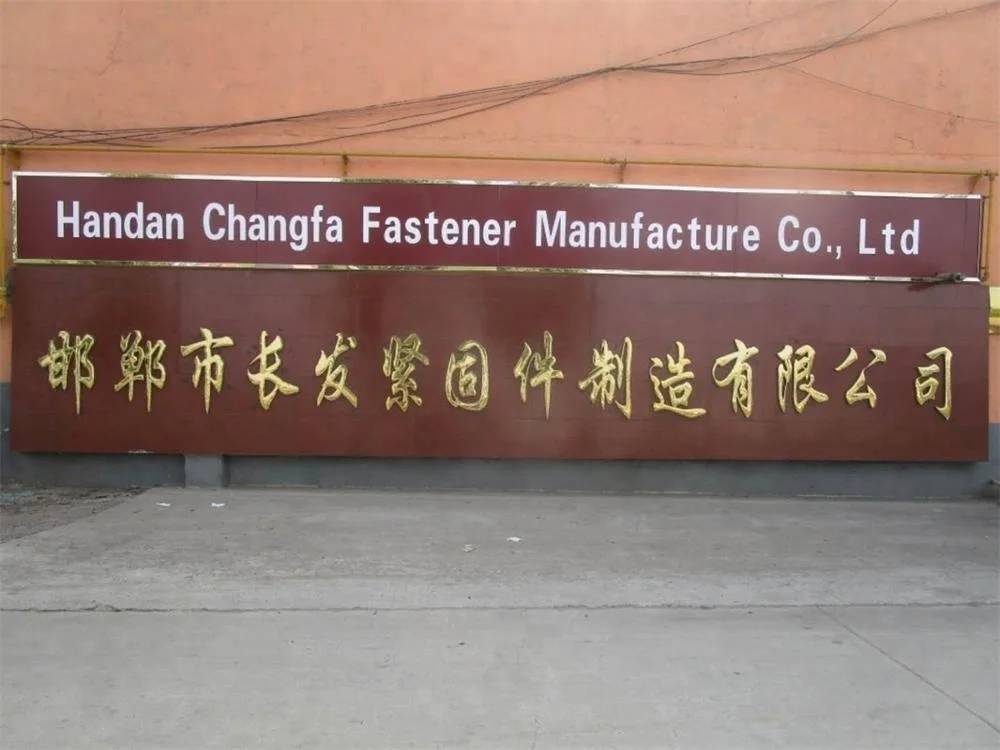 Handan Changfa Fastener Manufacture Co., Ltd
邯郸市长发紧固件制造有限公司